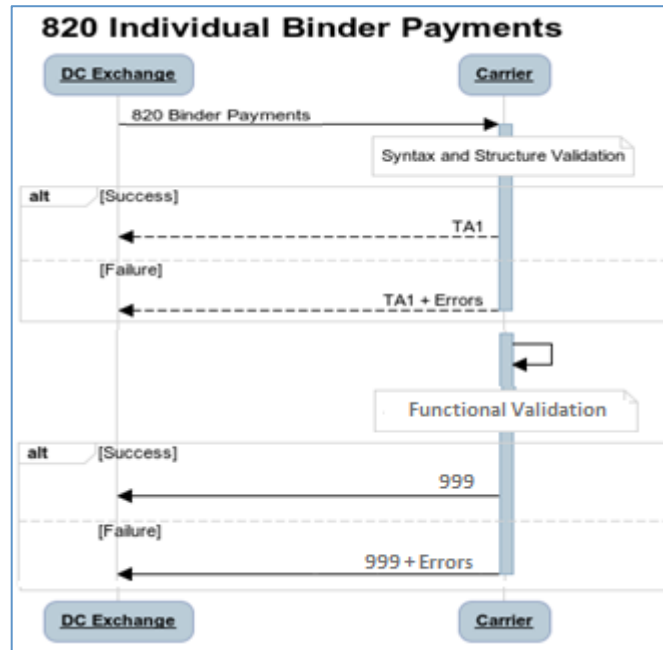 820 Individual Binder Payments
DC Exchange
Carrier
820 Binder Payments
Syntax and Structure Validation
alt
[Success]
TA1
[Failure]
TA1 + Errors
Functional Validation
alt
[Success]
999
[Failure]
999 + Errors
DC Exchange
Carrier